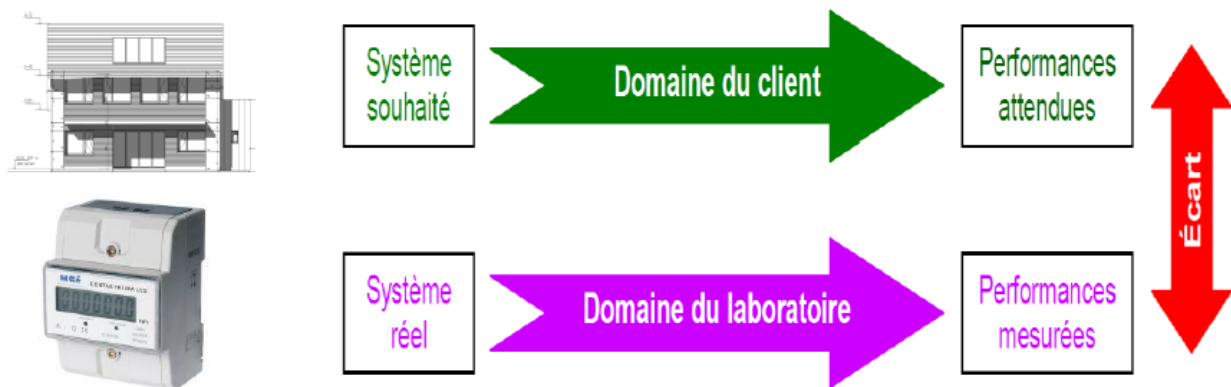 Système
souhaité
Domaine du client
Performances
attendues
Écart
Système
réel
Domaine du laboratoire
Performances
mesurées